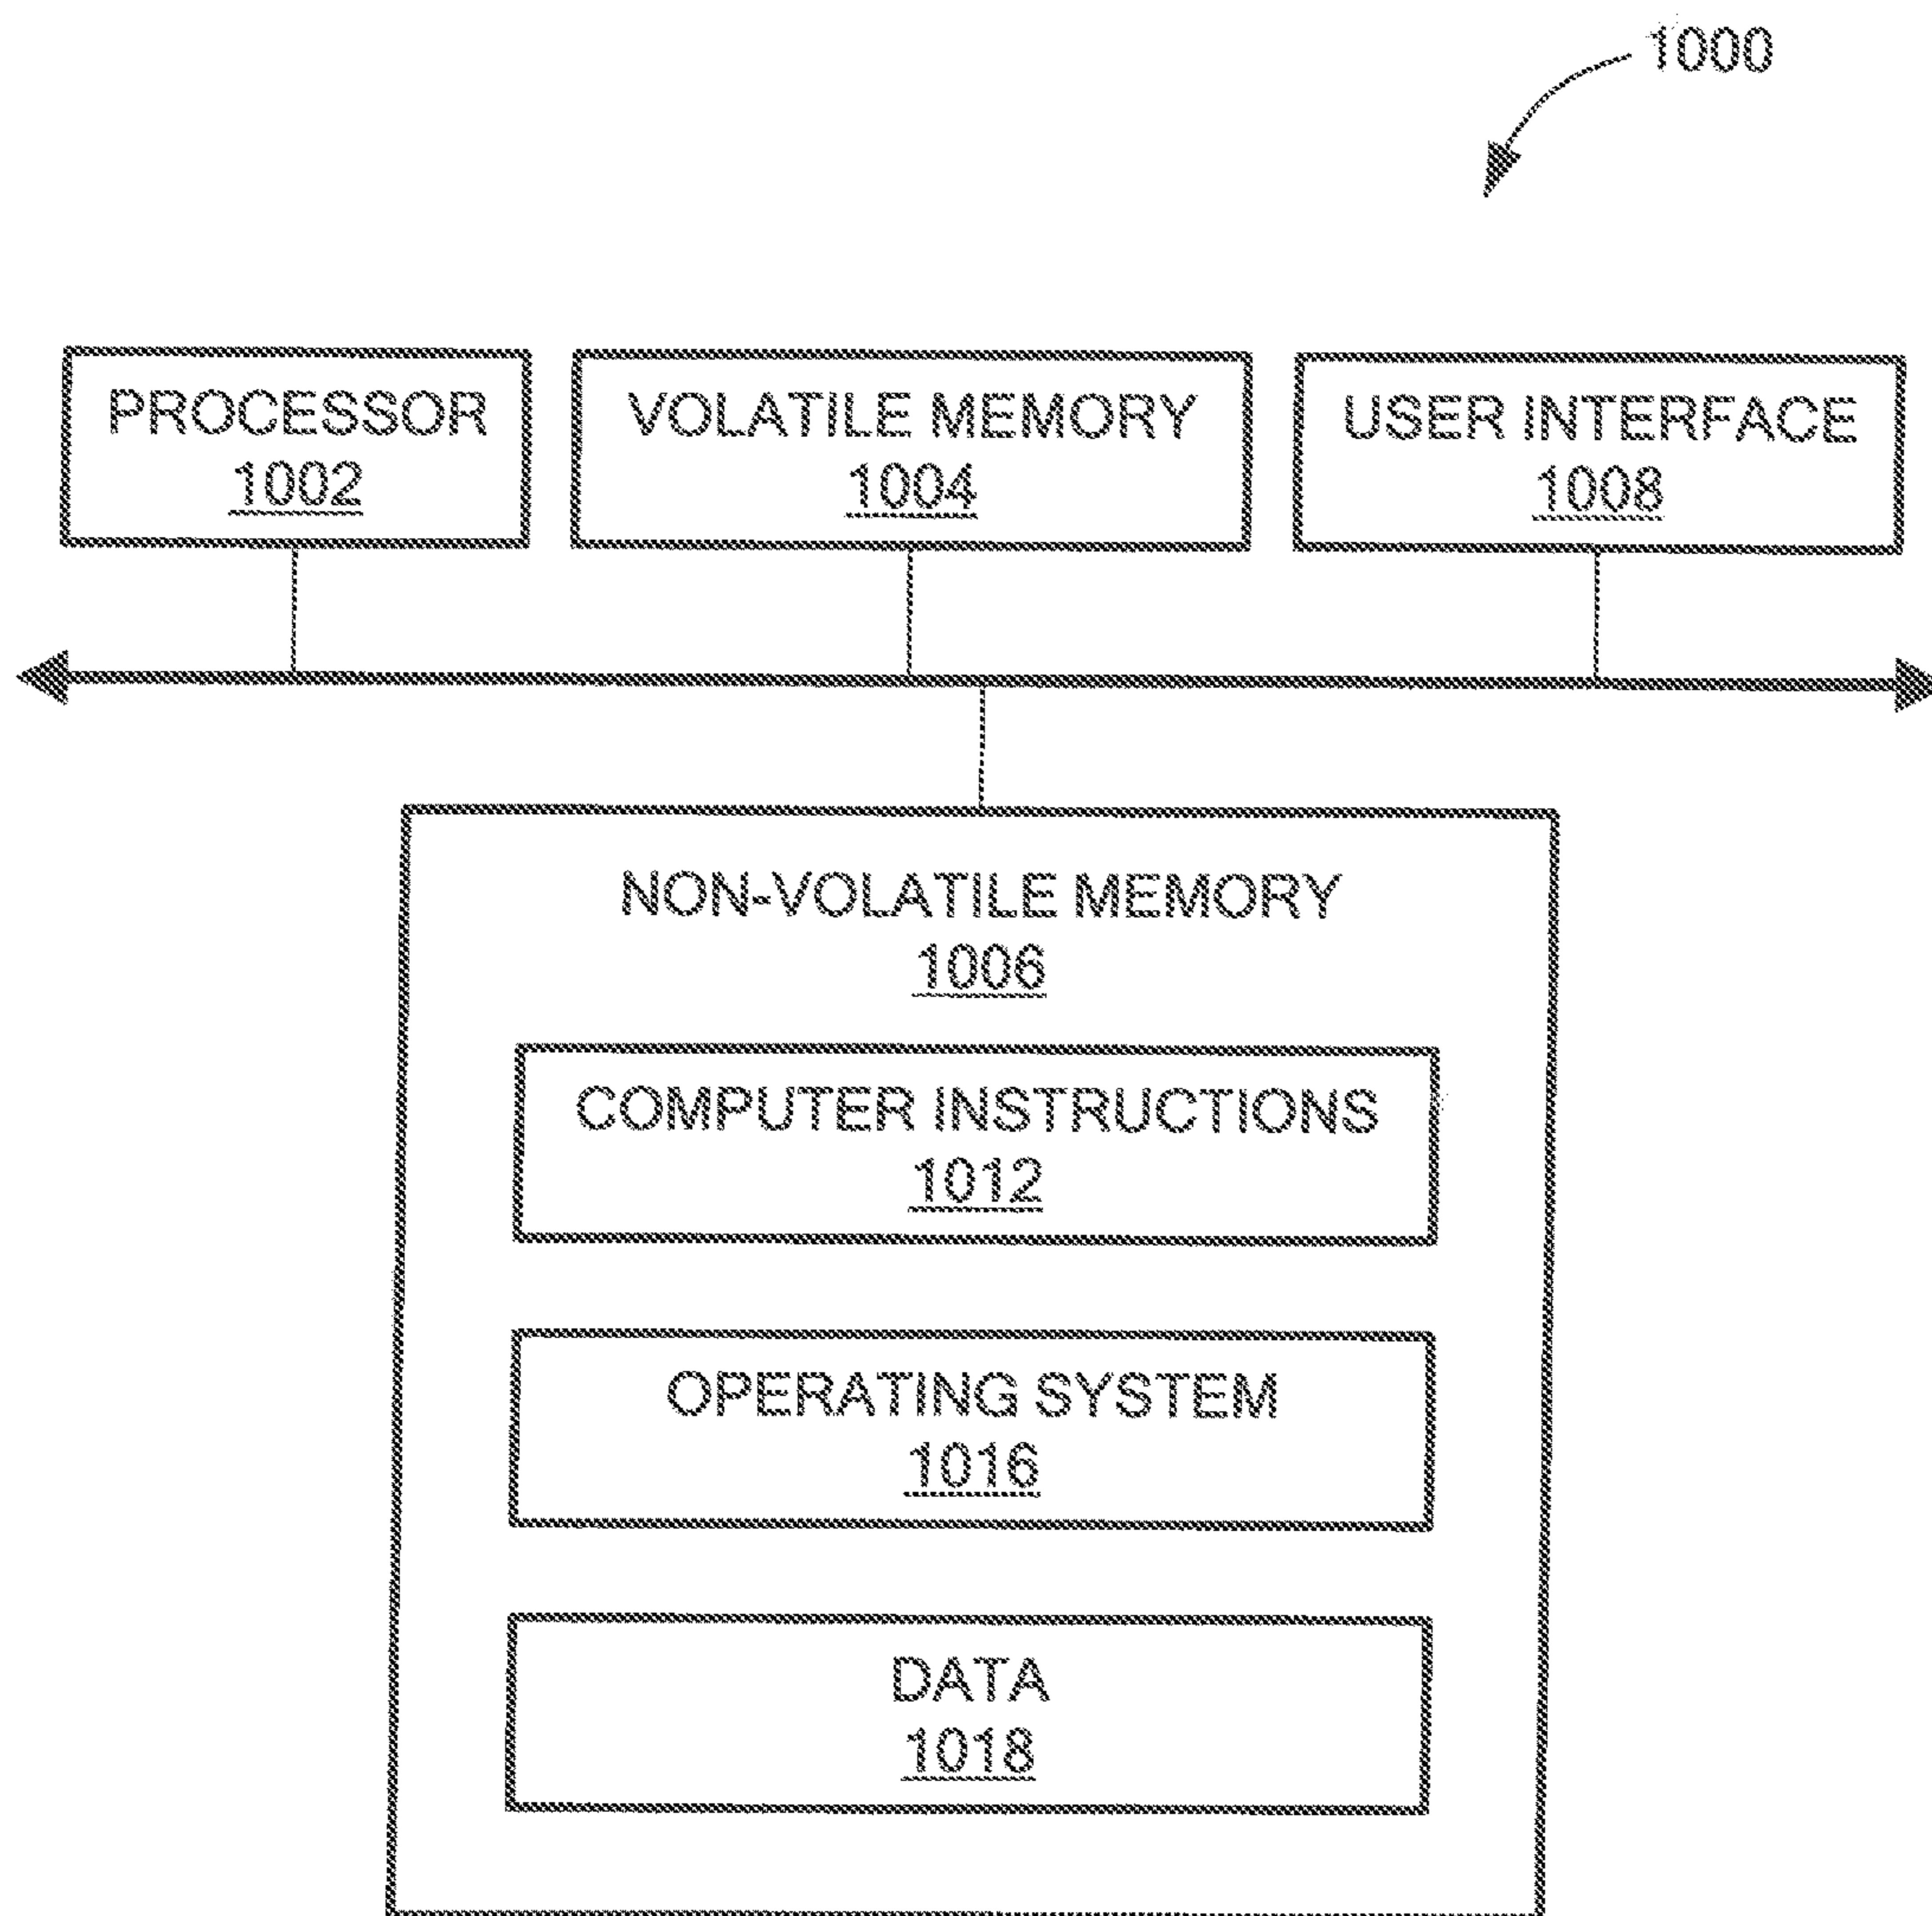 1000
PROCESSOR
1002
VOLATILE MEMORY
1004
USER INTERFACE
1008
NON-VOLATILE MEMORY
1006
COMPUTER INSTRUCTIONS
1012
OPERATING SYSTEM
1016
DATA
1018